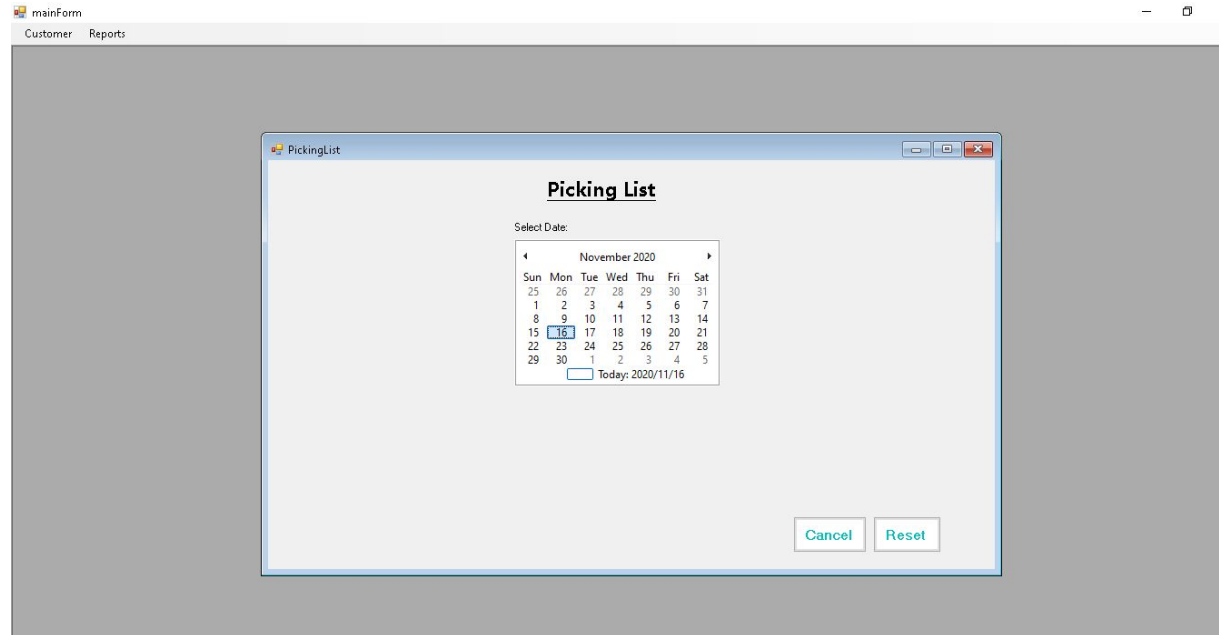 mainForm
Customer Reports
PickingList
Picking List
Select Date:
November 2020
Sun Mon Tue Wed Thu Fri Sat
25 26 27 28 29 30 31
1 2 3 4 5 6 7
8 9 10 11 12 13 14
15 16 17 18 19 20 21
22 23 24 25 26 27 28
29 30 1 2 3 4 5
Today: 2020/11/16
Cancel Reset